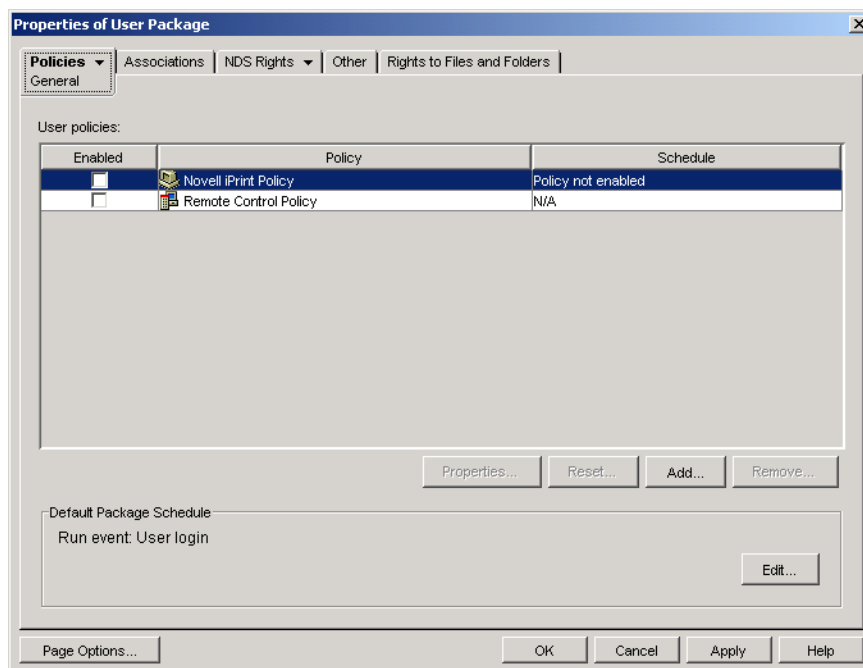 Properties of User Package
Policies Associations NDS Rights Other Rights to Files and Folders
General
User policies:
Enabled Policy Schedule
Novell iPrint Policy Policy not enabled
Remote Control Policy N/A
Properties... Reset... Add... Remove...
Default Package Schedule
Run event: User login
Edit...
Page Options... OK Cancel Apply Help